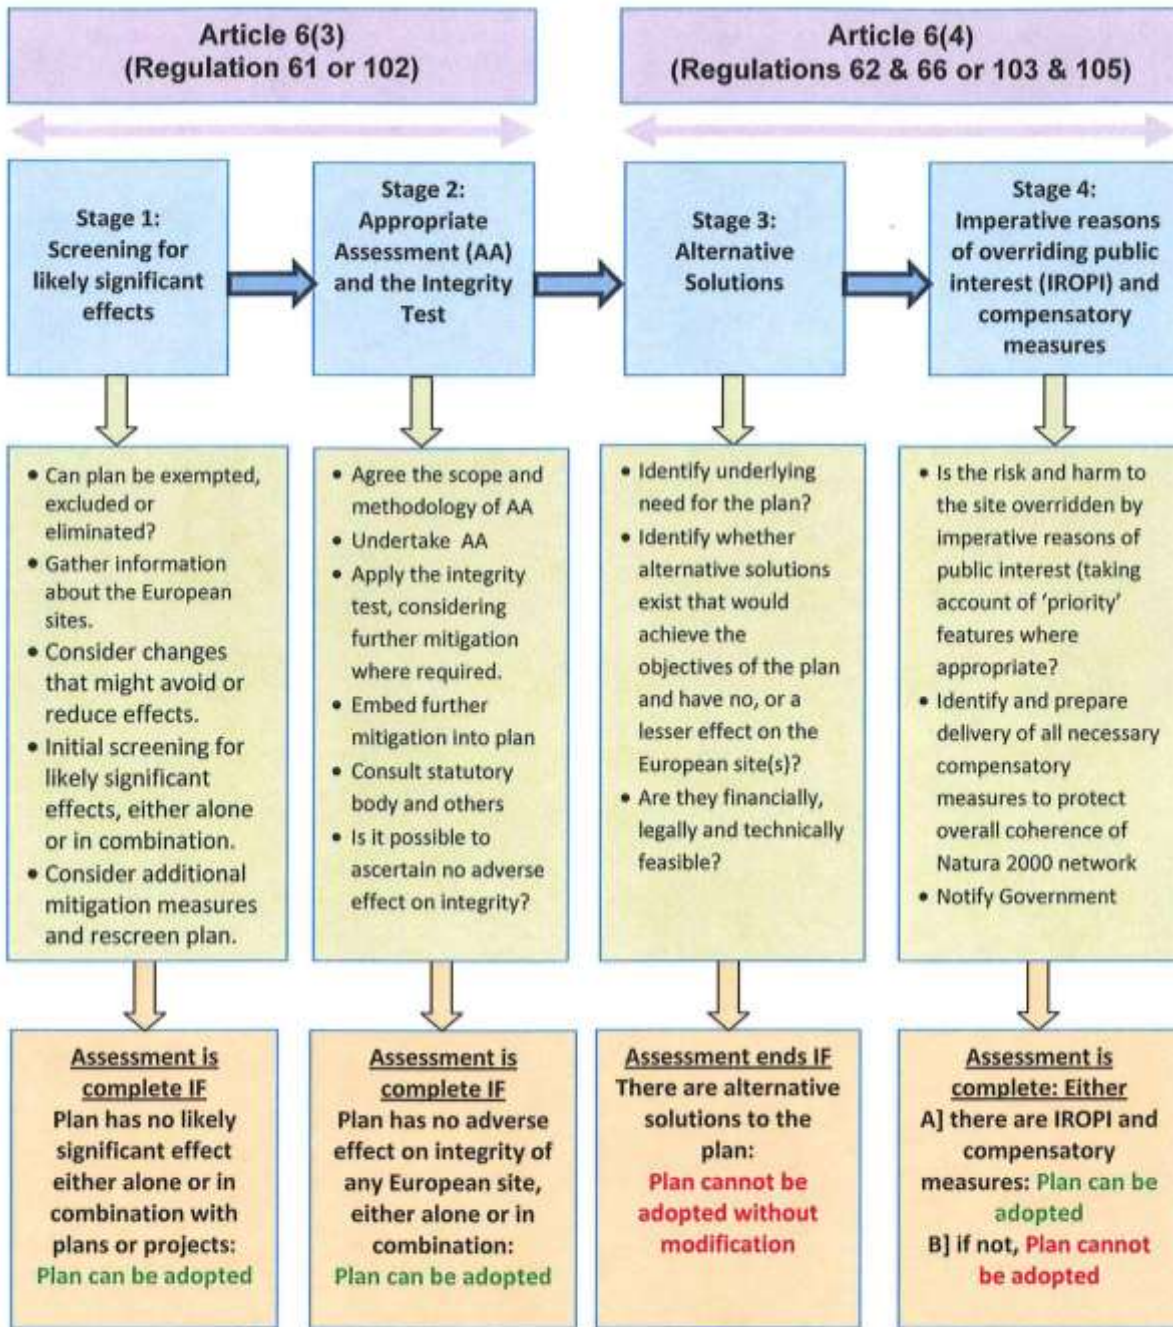 Article 6(3)
(Regulation 61 or 102)
Article 6(4)
(Regulations 62 & 66 or 103 & 105)
Stage 1:
Screening for
likely significant
effects
Stage 2:
Appropriate
Assessment (AA)
and the Integrity
Test
Stage 3:
Alternative
Solutions
Stage 4:
Imperative reasons
of overriding public
interest (IROPI) and
compensatory
measures
• Can plan be exempted,
excluded or
eliminated?
• Gather information
about the European
sites.
• Consider changes
that might avoid or
reduce effects.
• Initial screening for
likely significant
effects, either alone
or in combination.
• Consider additional
mitigation measures
and rescreen plan.
• Agree the scope and
methodology of AA
• Undertake AA
• Apply the integrity
test, considering
further mitigation
where required.
• Embed further
mitigation into plan
• Consult statutory
body and others
• Is it possible to
ascertain no adverse
effect on integrity?
• Identify underlying
need for the plan?
• Identify whether
alternative solutions
exist that would
achieve the
objectives of the plan
and have no, or a
lesser effect on the
European site(s)?
• Are they financially,
legally and technically
feasible?
• Is the risk and harm to
the site overridden by
imperative reasons of
public interest (taking
account of ‘priority’
features where
appropriate?
• Identify and prepare
delivery of all necessary
compensatory
measures to protect
overall coherence of
Natura 2000 network
• Notify Government
Assessment is
complete IF
Plan has no likely
significant effect
either alone or in
combination with
plans or projects:
Plan can be adopted
Assessment is
complete IF
Plan has no adverse
effect on integrity of
any European site,
either alone or in
combination:
Plan can be adopted
Assessment ends IF
There are alternative
solutions to the
plan:
Plan cannot be
adopted without
modification
Assessment is
complete: Either
A] there are IROPI and
compensatory
measures: Plan can be
adopted
B] if not, Plan cannot
be adopted